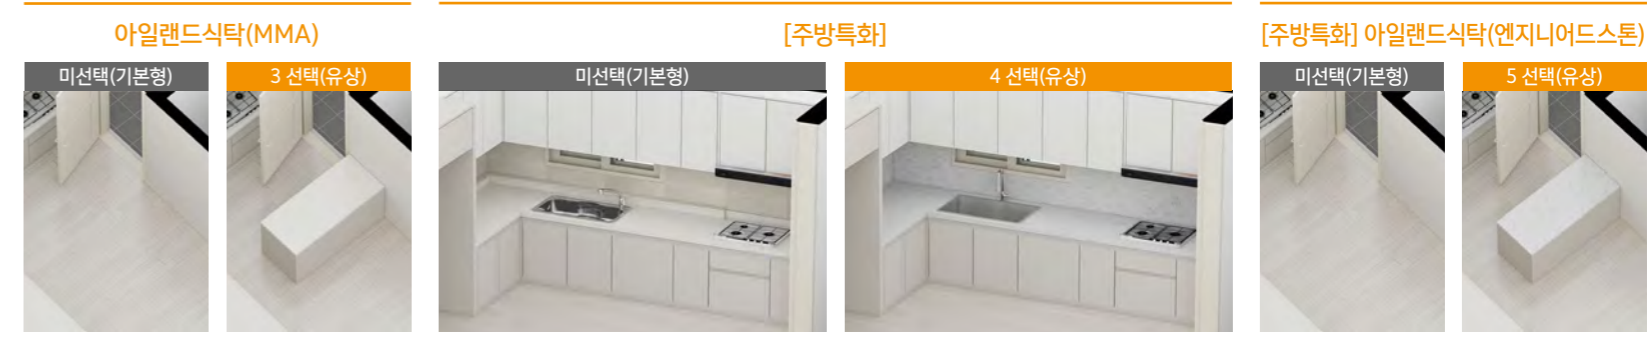 아일랜드식탁(MMA)
[주방특화]
[주방특화] 아일랜드식탁(엔지니어드스톤)
미선택(기본형)
3 선택(유상)
미선택(기본형)
4 선택(유상)
미선택(기본형)
5 선택(유상)